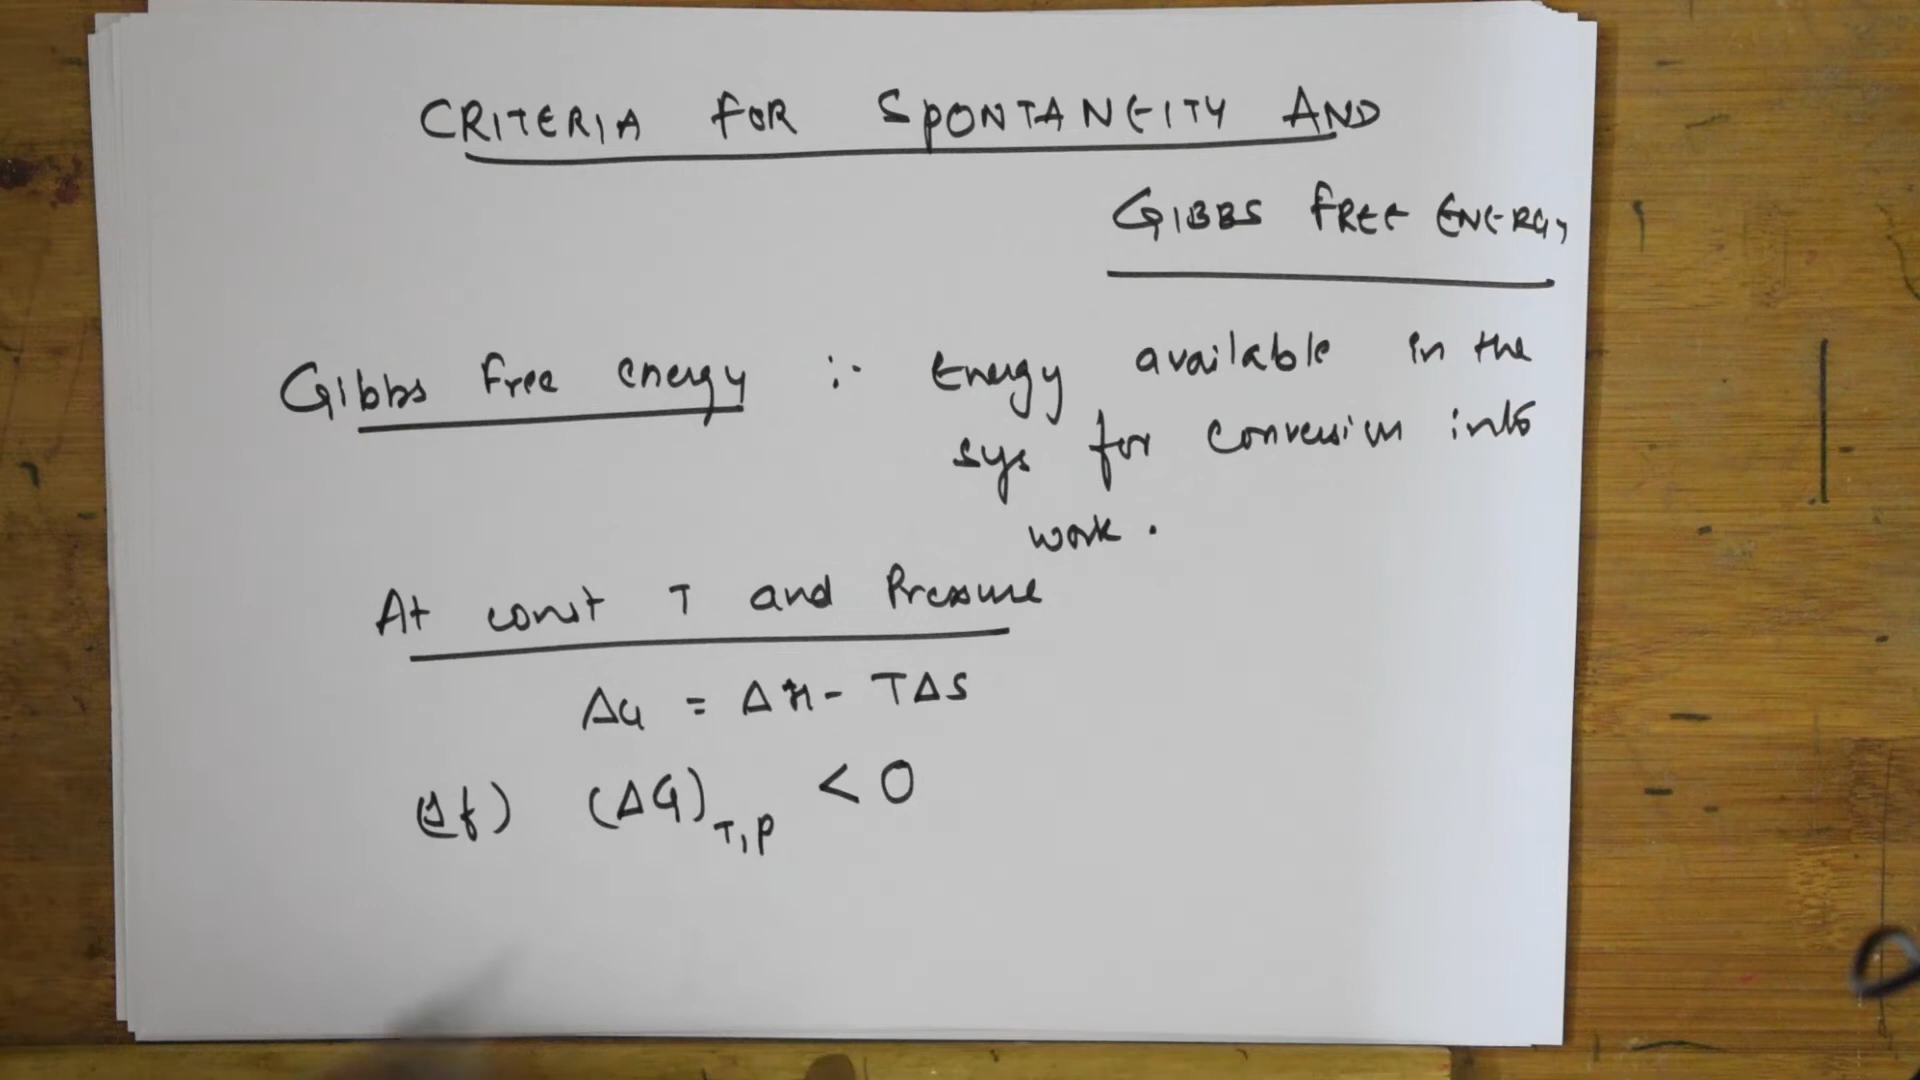 CRITERIA FOR SPONTANEITY AND
GIBBS FREE ENERGY
Gibbs free energy :- Energy available in the
sys for conversion into
work.
At const T and Pressure
ΔG = ΔH - TΔS
(If) (ΔG)T,P < 0